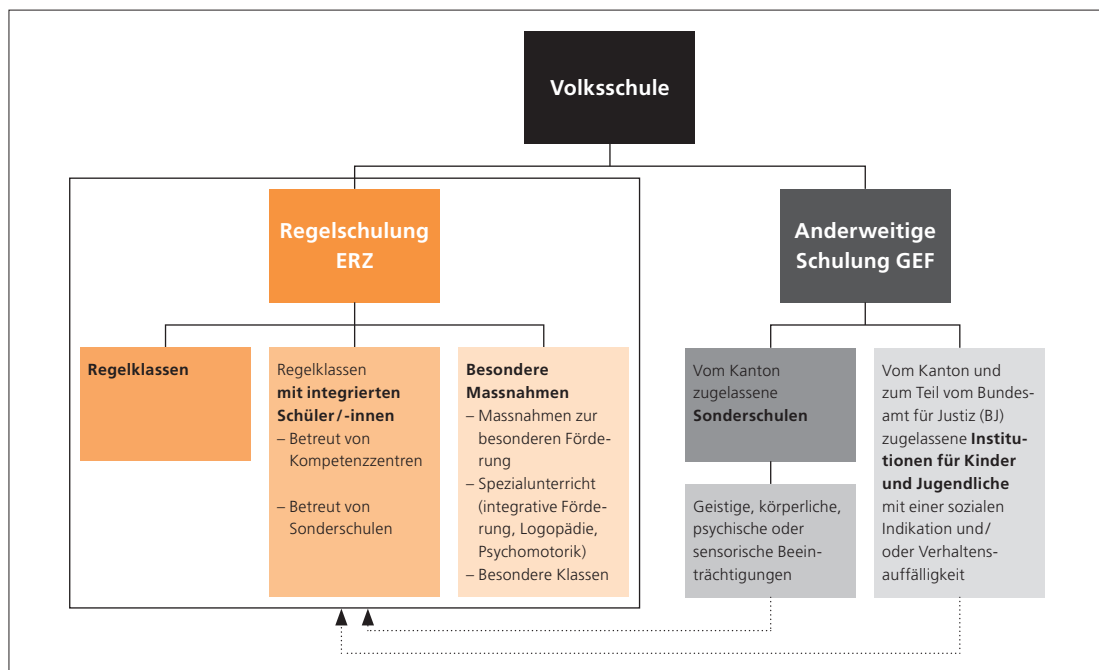 Volksschule
Regelschulung
ERZ
Anderweitige
Schulung GEF
Regelklassen
Regelklassen
mit integrierten
Schüler/-innen
– Betreut von
Kompetenzzentren
– Betreut von
Sonderschulen
Besondere
Massnahmen
– Massnahmen zur
besonderen Förde-
rung
– Spezialunterricht
(integrative Förde-
rung, Logopädie,
Psychomotorik)
– Besondere Klassen
Vom Kanton
zugelassene
Sonderschulen
Geistige, körperliche,
psychische oder
sensorische Beein-
trächtigungen
Vom Kanton und
zum Teil vom Bundes-
amt für Justiz (BJ)
zugelassene Institu-
tionen für Kinder
und Jugendliche
mit einer sozialen
Indikation und/
oder Verhaltens-
auffälligkeit